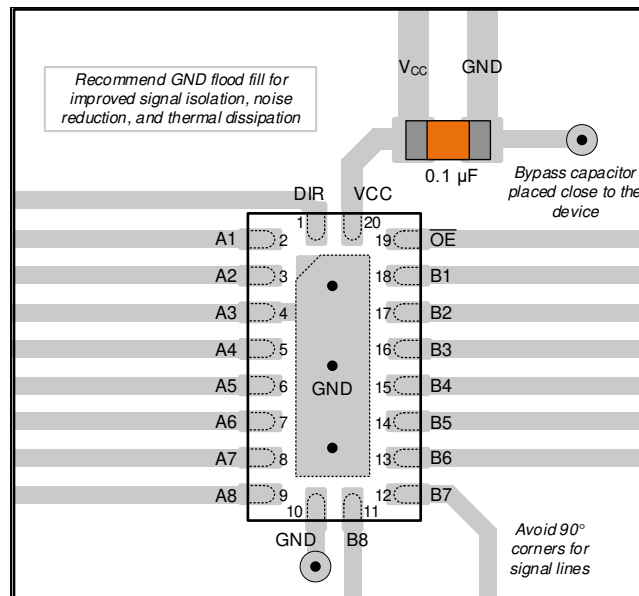 V_CC GND
Recommend GND flood fill for
improved signal isolation, noise
reduction, and thermal dissipation
0.1 µF
Bypass capacitor
placed close to the
device
DIR VCC
1 20
A1 2 19 O̅E̅
A2 3 18 B1
A3 4 17 B2
A4 5 16 B3
A5 6 GND 15 B4
A6 7 14 B5
A7 8 13 B6
A8 9 12 B7
10 11
GND B8
Avoid 90°
corners for
signal lines